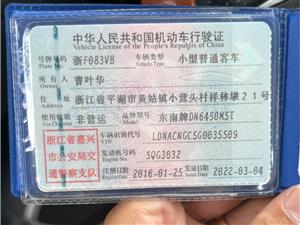 中华人民共和国机动车行驶证
Vehicle License of the People's Republic of China
号牌号码 浙F083VB 车辆类型 小型普通客车
Plate No. Vehicle Type
所有人 曹叶华
Owner
住址 浙江省平湖市黄姑镇小营头村祥林埭21号
Address
使用性质 非营运 品牌型号 东南牌DN6450M5T
Use Character Model
车辆识别代号 LDNACNGC5G0035509
VIN
浙江省嘉兴
市公安局交
通警察支队
发动机号码 SQG3032
Engine No.
注册日期 2016-01-25 发证日期 2022-03-04
Register Date Issue Date